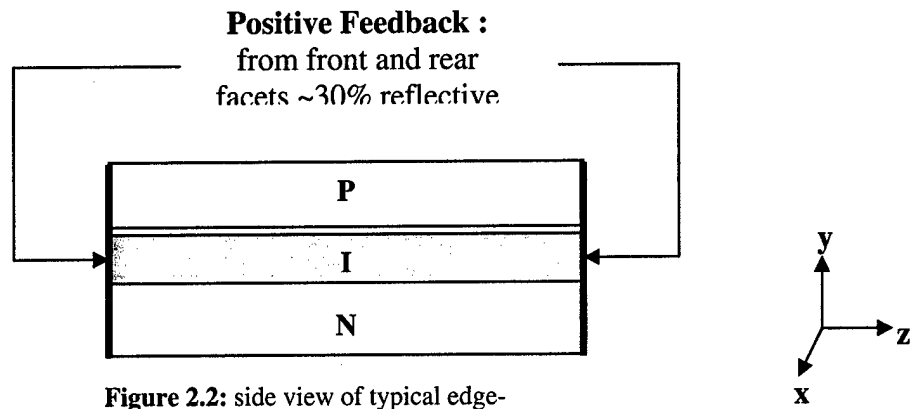 Positive Feedback :
from front and rear
facets ~30% reflective
P
I
N
y
z
x
Figure 2.2: side view of typical edge-